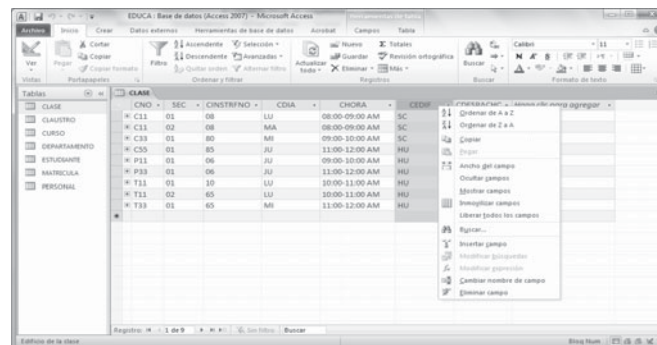 EDUCA : Base de datos (Access 2007) - Microsoft Access
Archivo Inicio Crear Datos externos Herramientas de base de datos Acrobat Campos Tabla
Ver Pegar Cortar Copiar Copiar formato
Filtro Ascendente Descendente Quitar orden Selección Avanzadas Alternar filtro
Actualizar todo Nuevo Guardar Eliminar Totales Revisión ortográfica Más
Buscar Calibri 11
Vistas Portapapeles Ordenar y filtrar Registros Buscar Formato de texto
Tablas
CLASE
CLAUSTRO
CURSO
DEPARTAMENTO
ESTUDIANTE
MATRICULA
PERSONAL
CLASE
CNO SEC CINSTRFNO CDIA CHORA CEDIF CDESPACHO Haga clic para agregar
C11 01 08 LU 08:00-09:00 AM SC
C11 02 08 MA 08:00-09:00 AM SC
C33 01 80 MI 09:00-10:00 AM SC
C55 01 85 JU 11:00-12:00 AM HU
P11 01 06 JU 09:00-10:00 AM HU
P33 01 06 JU 11:00-12:00 AM HU
T11 01 10 LU 10:00-11:00 AM HU
T11 02 65 LU 10:00-11:00 AM HU
T33 01 65 MI 11:00-12:00 AM HU
Ordenar de A a Z
Ordenar de Z a A
Copiar
Pegar
Ancho del campo
Ocultar campos
Mostrar campos
Inmovilizar campos
Liberar todos los campos
Buscar...
Insertar campo
Modificar búsquedas
Modificar expresión
Cambiar nombre de campo
Eliminar campo
Registro: 1 de 9 Sin filtro Buscar
Edificio de la clase Bloq Num